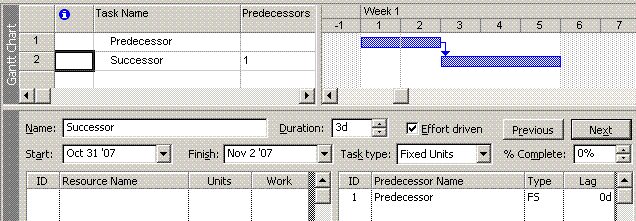 Gantt Chart
Task Name Predecessors Week 1
-1 1 2 3 4 5 6 7
1 Predecessor
2 Successor 1
Name: Successor Duration: 3d Effort driven Previous Next
Start: Oct 31 '07 Finish: Nov 2 '07 Task type: Fixed Units % Complete: 0%
ID Resource Name Units Work ID Predecessor Name Type Lag
1 Predecessor FS 0d